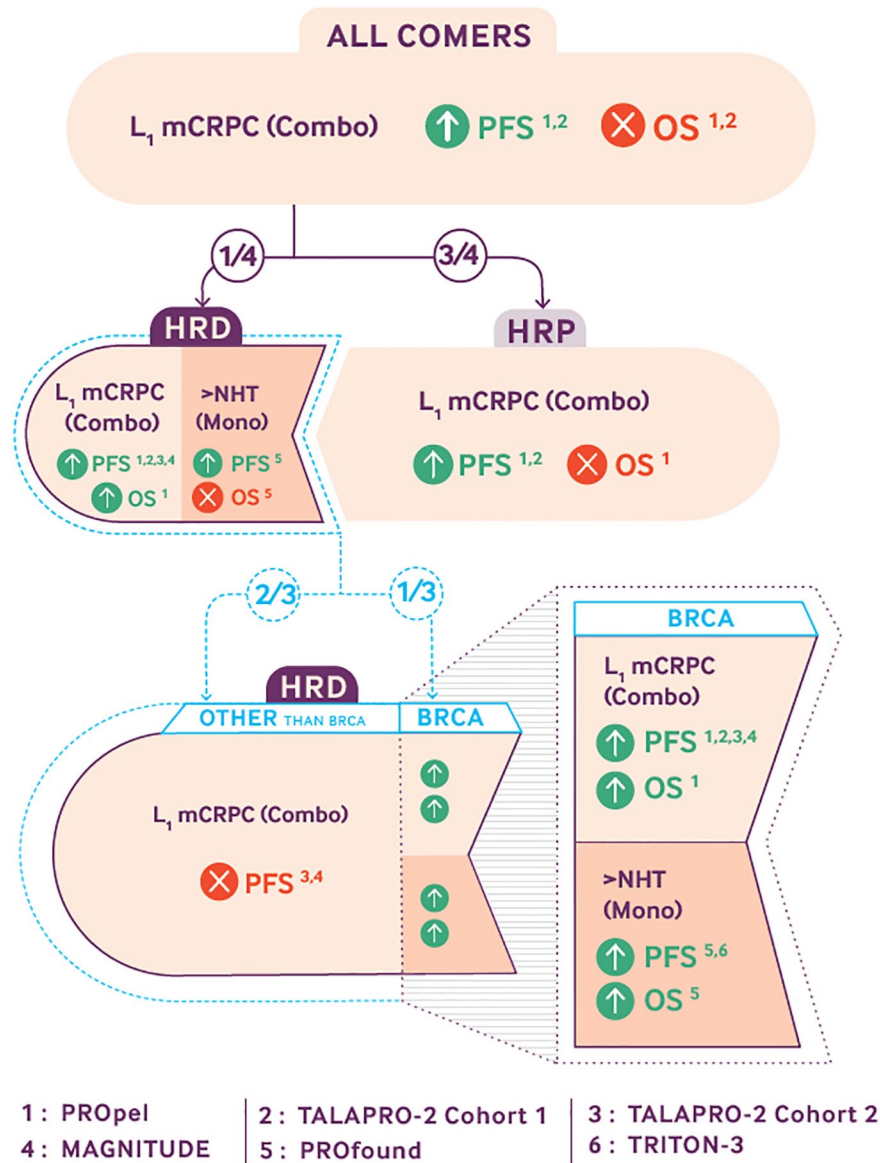 ALL COMERS
L₁ mCRPC (Combo) PFS ¹,² OS ¹,²
1/4 3/4
HRD
L₁ mCRPC
(Combo)
PFS ¹,²,³,⁴
OS ¹
>NHT
(Mono)
PFS ⁵
OS ⁵
HRP
L₁ mCRPC (Combo)
PFS ¹,² OS ¹
2/3 1/3
HRD
OTHER THAN BRCA BRCA
L₁ mCRPC (Combo)
PFS ³,⁴
BRCA
L₁ mCRPC
(Combo)
PFS ¹,²,³,⁴
OS ¹
>NHT
(Mono)
PFS ⁵,⁶
OS ⁵
1 : PROpel 2 : TALAPRO-2 Cohort 1 3 : TALAPRO-2 Cohort 2
4 : MAGNITUDE 5 : PROfound 6 : TRITON-3